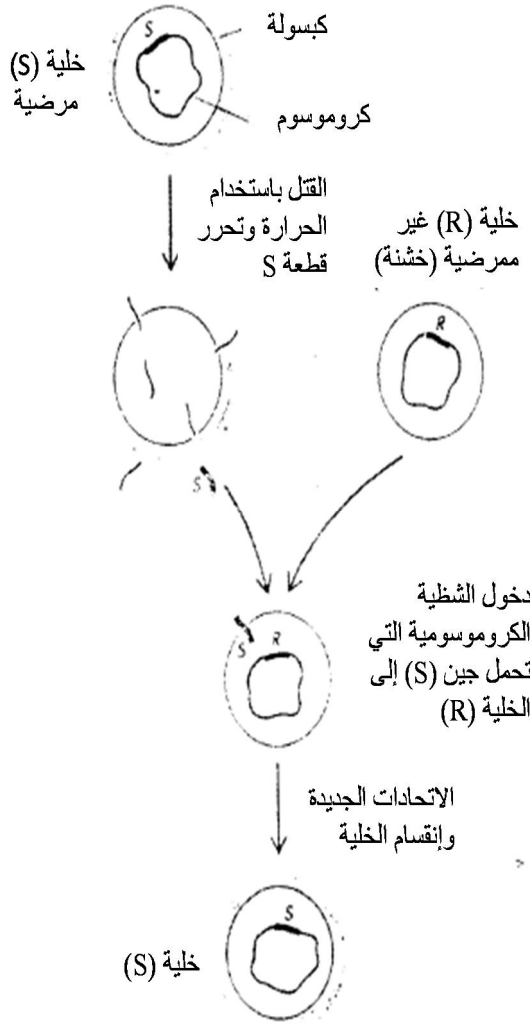 S
كبسولة
خلية (S)
مرضية
كروموسوم
القتل باستخدام
الحرارة وتحرر
قطعة S
خلية (R) غير
ممرضية (خشنة)
R
S
دخول الشظية
الكروموسومية التي
تحمل جين (S) إلى
الخلية (R)
S
R
الاتحادات الجديدة
وإنقسام الخلية
S
خلية (S)